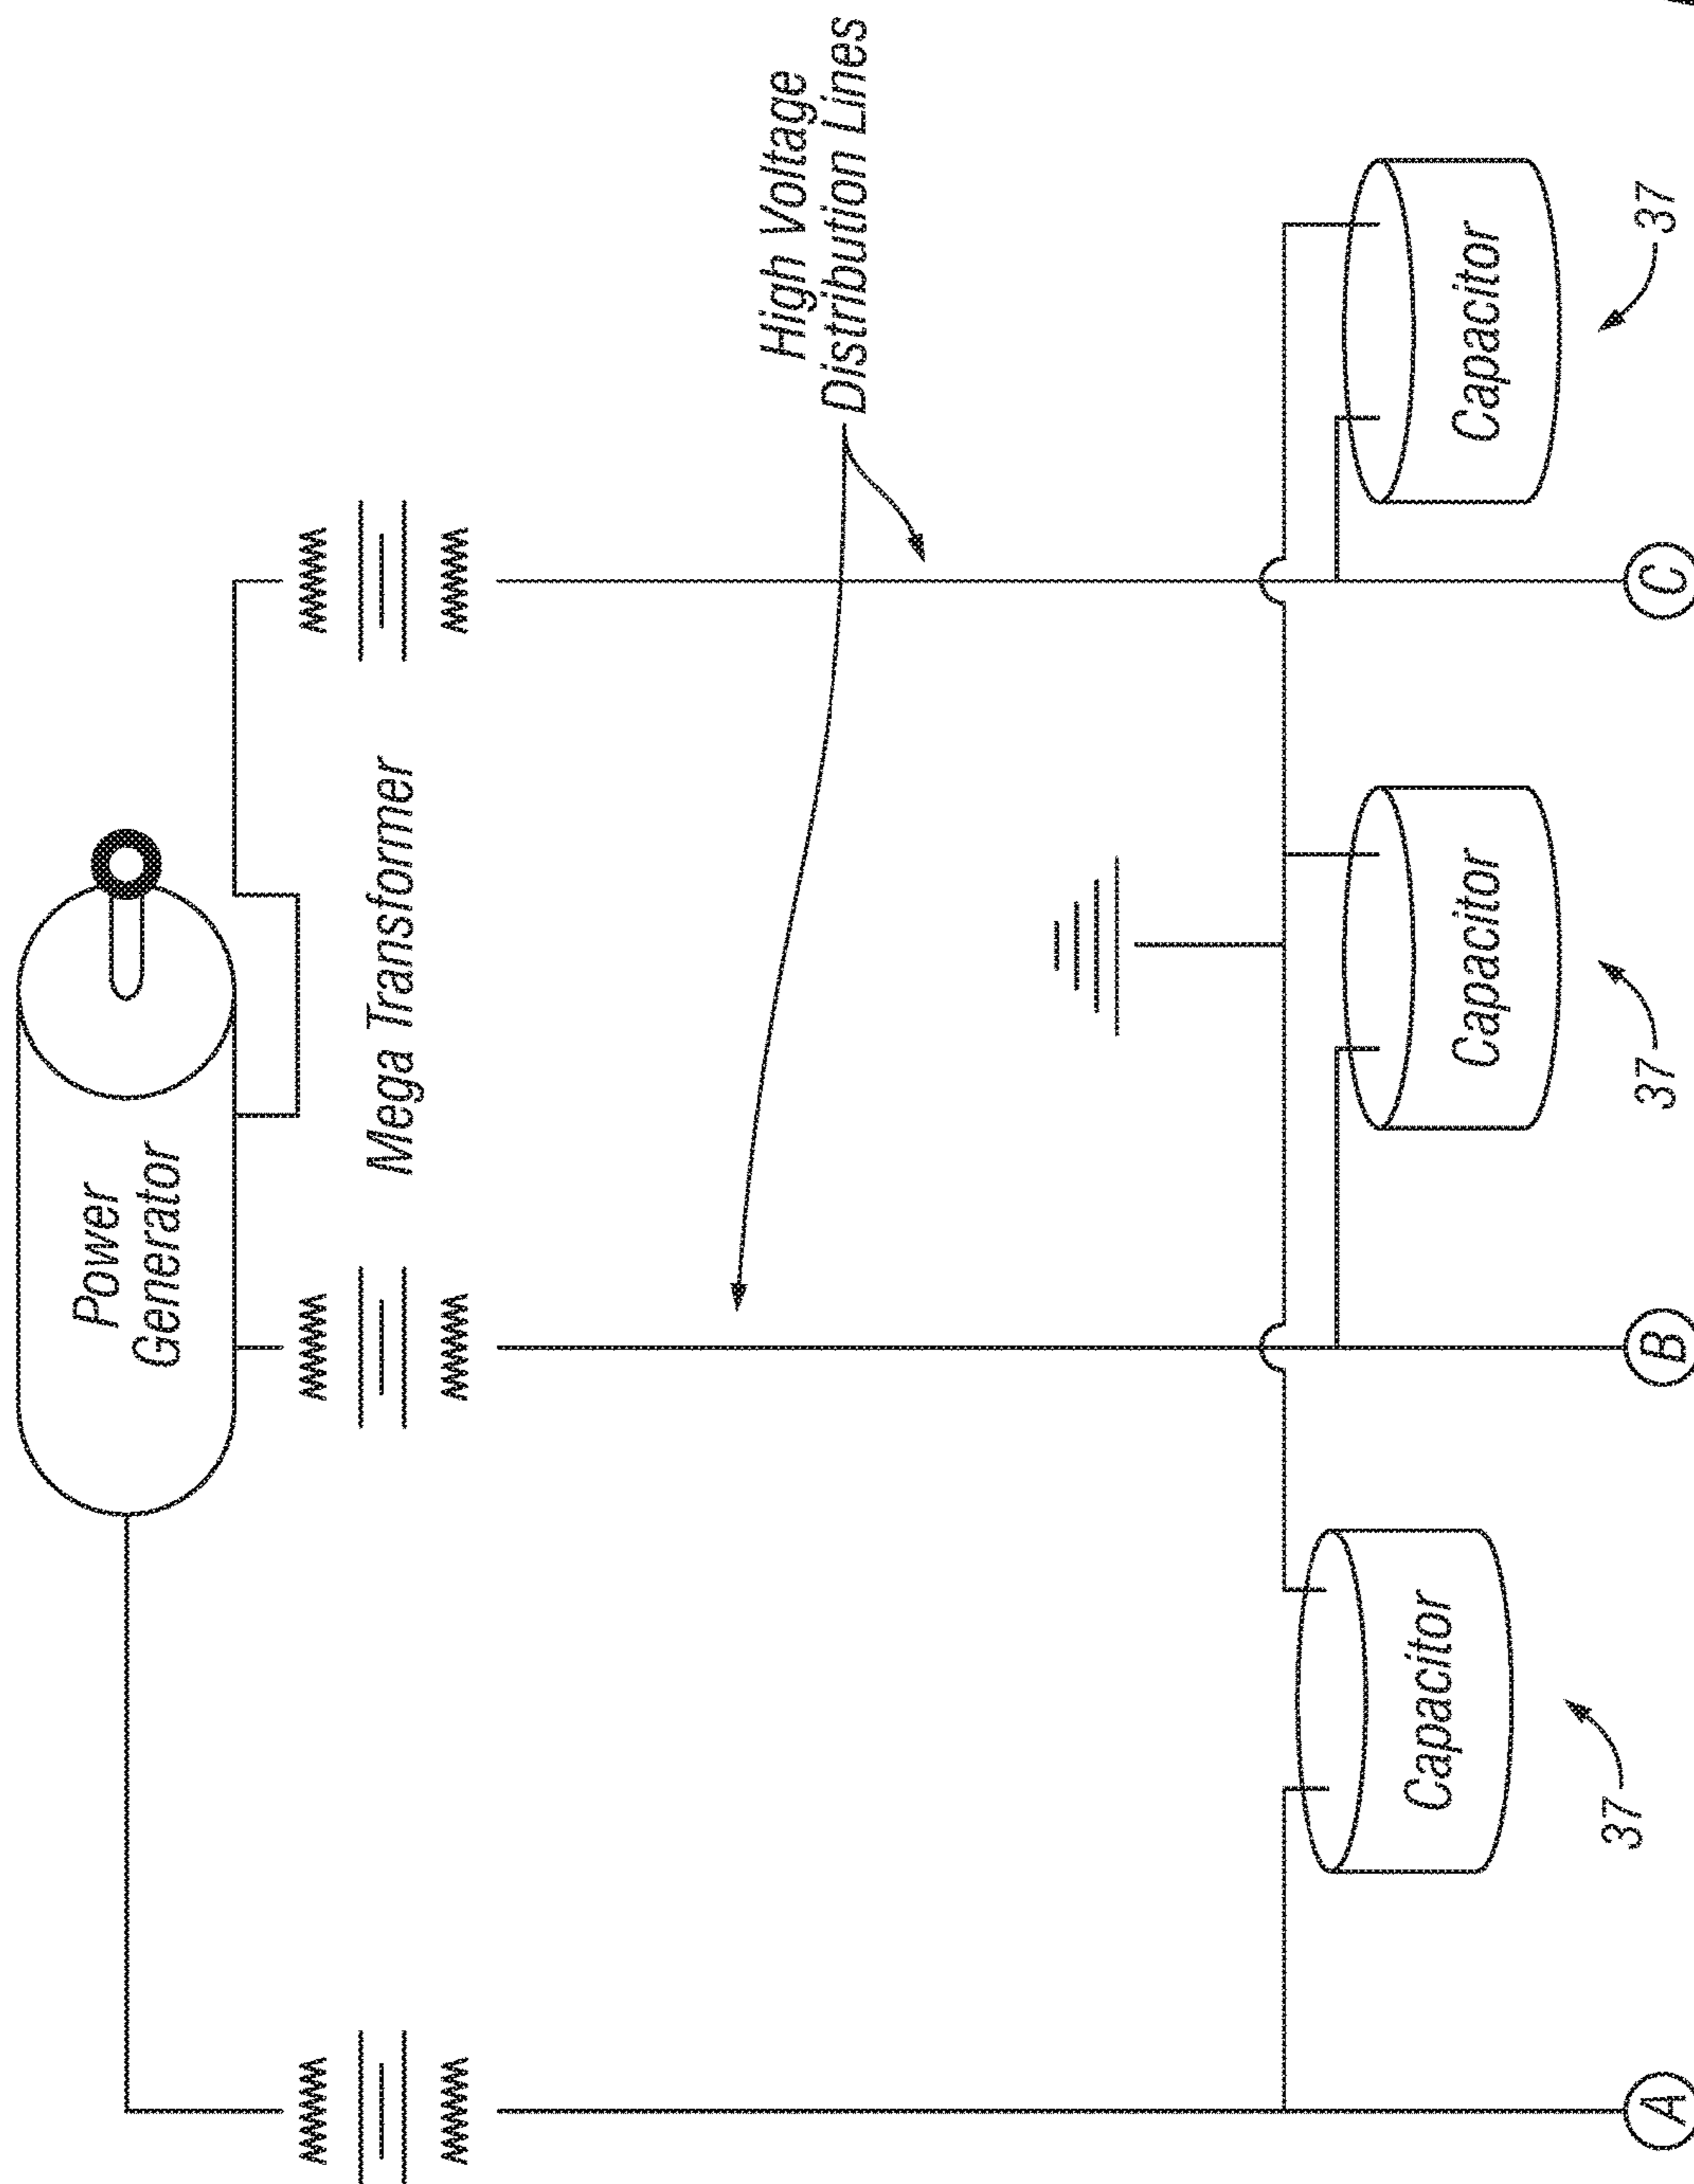 Power
Generator
Mega Transformer
High Voltage
Distribution Lines
Capacitor
37
Capacitor
37
Capacitor
37
A
B
C